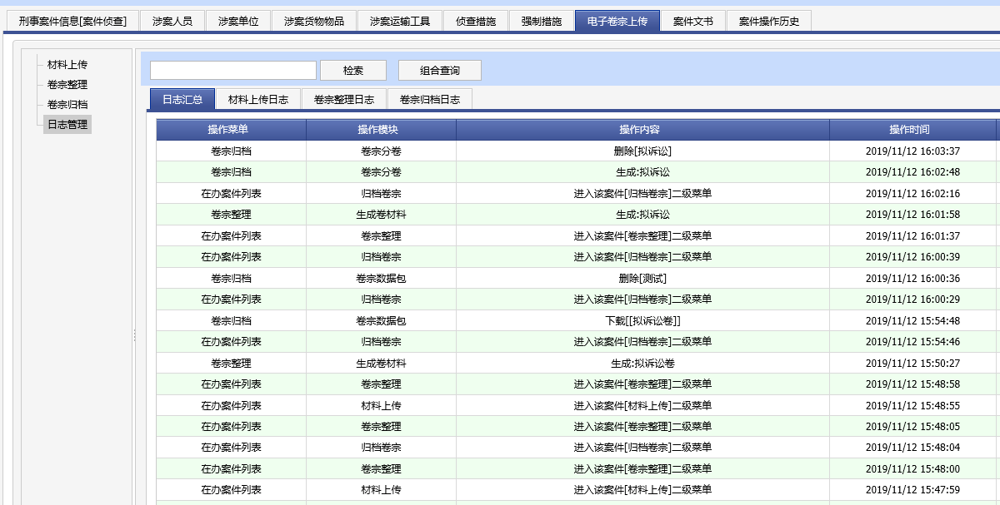 刑事案件信息[案件侦查] 涉案人员 涉案单位 涉案货物物品 涉案运输工具 侦查措施 强制措施 电子卷宗上传 案件文书 案件操作历史
材料上传
卷宗整理
卷宗归档
日志管理
检索 组合查询
日志汇总 材料上传日志 卷宗整理日志 卷宗归档日志
操作菜单 操作模块 操作内容 操作时间
卷宗归档 卷宗分卷 删除[拟诉讼] 2019/11/12 16:03:37
卷宗归档 卷宗分卷 生成:拟诉讼 2019/11/12 16:02:48
在办案件列表 归档卷宗 进入该案件[归档卷宗]二级菜单 2019/11/12 16:02:16
卷宗整理 生成卷材料 生成:拟诉讼 2019/11/12 16:01:58
在办案件列表 卷宗整理 进入该案件[卷宗整理]二级菜单 2019/11/12 16:01:37
在办案件列表 归档卷宗 进入该案件[归档卷宗]二级菜单 2019/11/12 16:00:39
卷宗归档 卷宗数据包 删除[测试] 2019/11/12 16:00:36
在办案件列表 归档卷宗 进入该案件[归档卷宗]二级菜单 2019/11/12 16:00:29
卷宗归档 卷宗数据包 下载[[拟诉讼卷]] 2019/11/12 15:54:48
在办案件列表 归档卷宗 进入该案件[归档卷宗]二级菜单 2019/11/12 15:54:46
卷宗整理 生成卷材料 生成:拟诉讼卷 2019/11/12 15:50:27
在办案件列表 卷宗整理 进入该案件[卷宗整理]二级菜单 2019/11/12 15:48:58
在办案件列表 材料上传 进入该案件[材料上传]二级菜单 2019/11/12 15:48:55
在办案件列表 卷宗整理 进入该案件[卷宗整理]二级菜单 2019/11/12 15:48:05
在办案件列表 归档卷宗 进入该案件[归档卷宗]二级菜单 2019/11/12 15:48:04
在办案件列表 卷宗整理 进入该案件[卷宗整理]二级菜单 2019/11/12 15:48:00
在办案件列表 材料上传 进入该案件[材料上传]二级菜单 2019/11/12 15:47:59